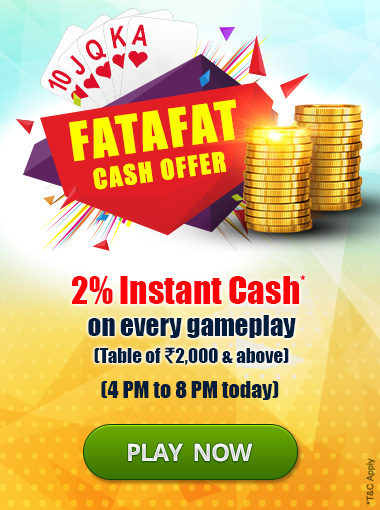 10 J Q K A
FATAFAT
CASH OFFER
2% Instant Cash*
on every gameplay
(Table of ₹2,000 & above)
(4 PM to 8 PM today)
PLAY NOW
*T&C Apply